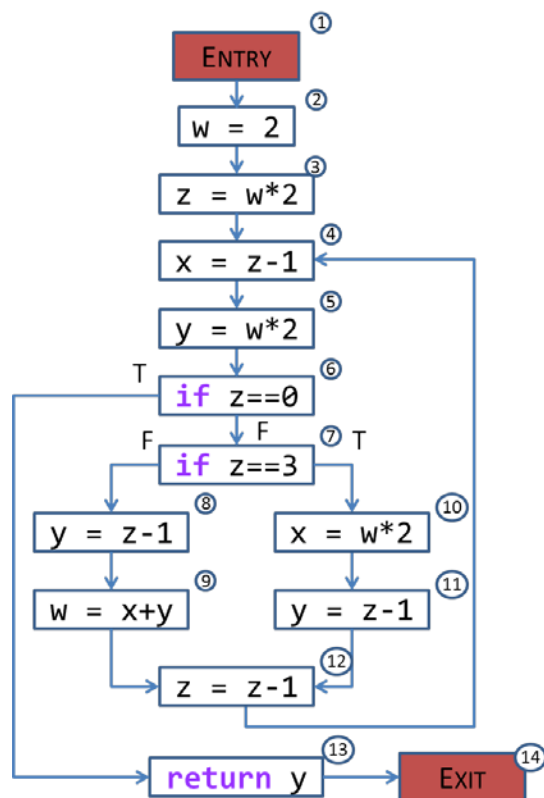 1
ENTRY
2
w = 2
3
z = w*2
4
x = z-1
5
y = w*2
6
T
if z==0
F
7
F
T
if z==3
8
10
y = z-1
x = w*2
9
11
w = x+y
y = z-1
12
z = z-1
13
14
return y
EXIT